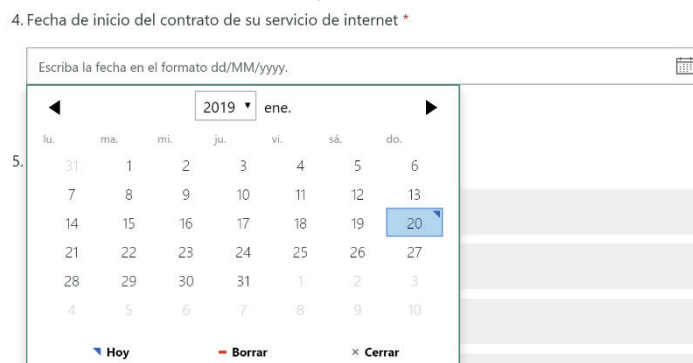 4. Fecha de inicio del contrato de su servicio de internet *
Escriba la fecha en el formato dd/MM/yyyy.
2019 ene.
lu. ma. mi. ju. vi. sá. do.
5.
31 1 2 3 4 5 6
7 8 9 10 11 12 13
14 15 16 17 18 19 20
21 22 23 24 25 26 27
28 29 30 31 1 2 3
4 5 6 7 8 9 10
Hoy Borrar × Cerrar